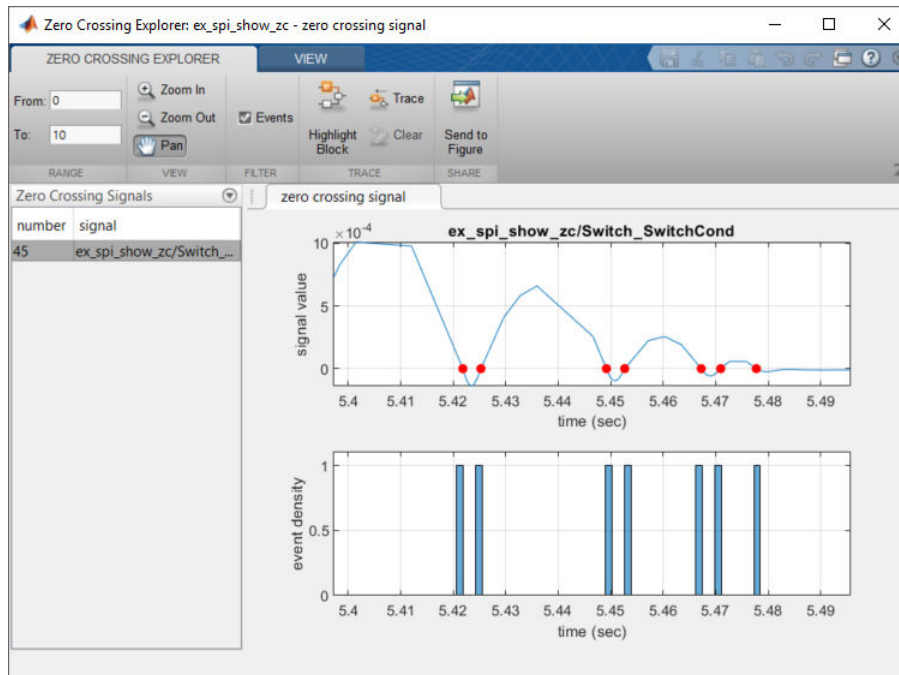 Zero Crossing Explorer: ex_spi_show_zc - zero crossing signal
ZERO CROSSING EXPLORER VIEW
From: 0
To: 10
Zoom In
Zoom Out
Pan
Events
Highlight
Block
Trace
Clear
Send to
Figure
RANGE VIEW FILTER TRACE SHARE
Zero Crossing Signals
number signal
45 ex_spi_show_zc/Switch_...
zero crossing signal
×10⁻⁴
ex_spi_show_zc/Switch_SwitchCond
10
5
0
signal value
5.4 5.41 5.42 5.43 5.44 5.45 5.46 5.47 5.48 5.49
time (sec)
1
0.5
0
event density
5.4 5.41 5.42 5.43 5.44 5.45 5.46 5.47 5.48 5.49
time (sec)